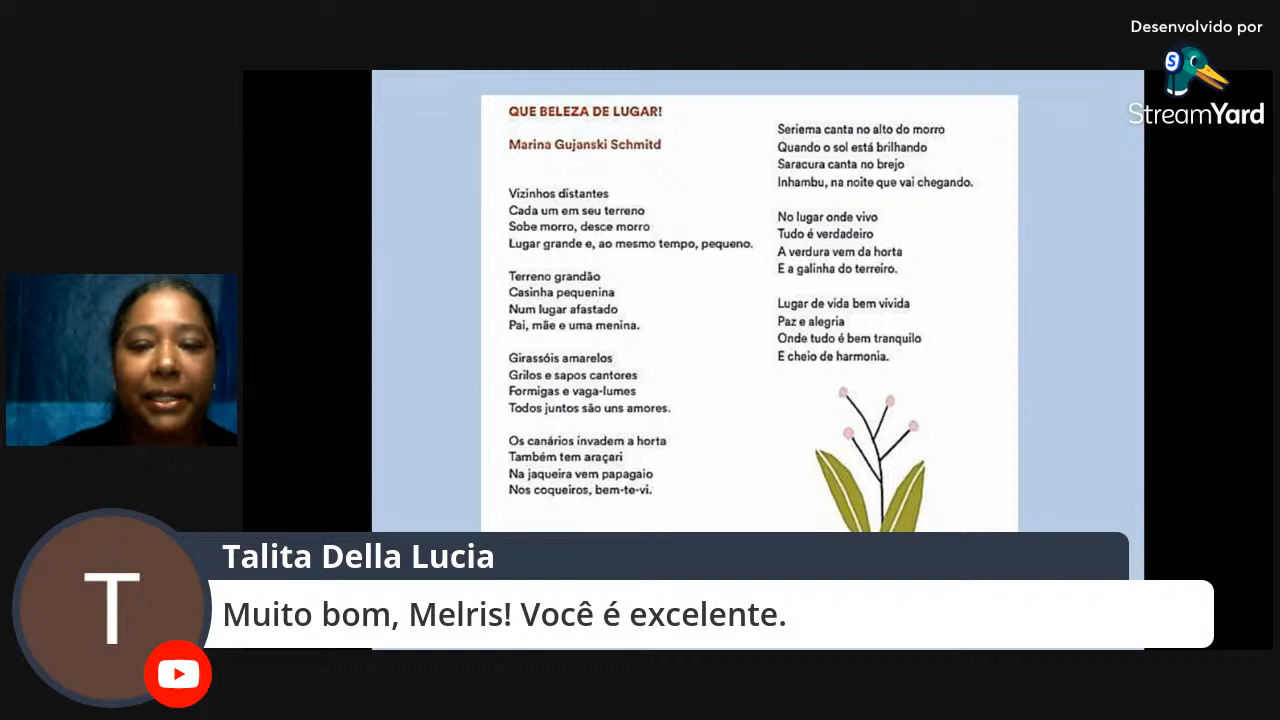 Desenvolvido por
S
StreamYard
QUE BELEZA DE LUGAR!
Marina Gujanski Schmitd
Vizinhos distantes
Cada um em seu terreno
Sobe morro, desce morro
Lugar grande e, ao mesmo tempo, pequeno.
Terreno grandão
Casinha pequenina
Num lugar afastado
Pai, mãe e uma menina.
Girassóis amarelos
Grilos e sapos cantores
Formigas e vaga-lumes
Todos juntos são uns amores.
Os canários invadem a horta
Também tem araçari
Na jaqueira vem papagaio
Nos coqueiros, bem-te-vi.
Seriema canta no alto do morro
Quando o sol está brilhando
Saracura canta no brejo
Inhambu, na noite que vai chegando.
No lugar onde vivo
Tudo é verdadeiro
A verdura vem da horta
E a galinha do terreiro.
Lugar de vida bem vivida
Paz e alegria
Onde tudo é bem tranquilo
E cheio de harmonia.
T
Talita Della Lucia
Muito bom, Melris! Você é excelente.